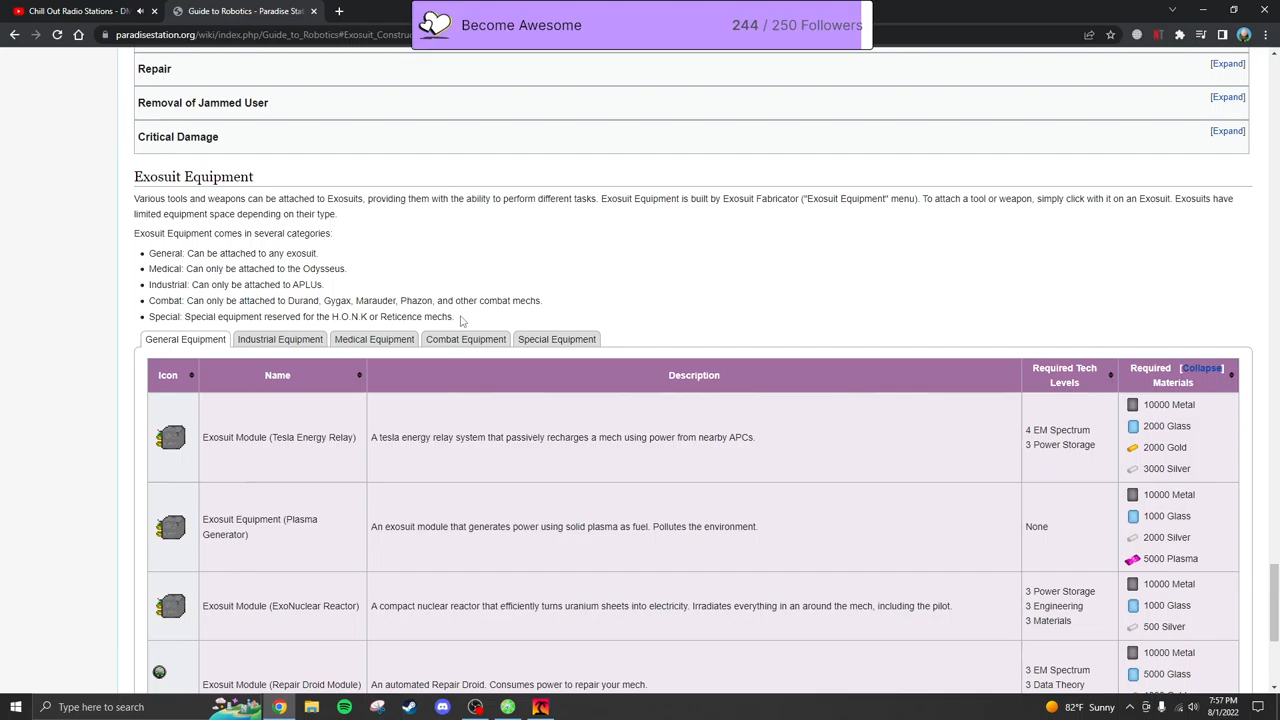 Chill Out Radio Stations - D
Guide to Robotics - Paradise St
Become Awesome
244 / 250 Followers
paradisestation.org/wiki/index.php/Guide_to_Robotics#Exosuit_Construc
Repair
[Expand]
Removal of Jammed User
[Expand]
Critical Damage
[Expand]
Exosuit Equipment
Various tools and weapons can be attached to Exosuits, providing them with the ability to perform different tasks. Exosuit Equipment is built by Exosuit Fabricator ("Exosuit Equipment" menu). To attach a tool or weapon, simply click with it on an Exosuit. Exosuits have
limited equipment space depending on their type.
Exosuit Equipment comes in several categories:
• General: Can be attached to any exosuit.
• Medical: Can only be attached to the Odysseus.
• Industrial: Can only be attached to APLUs.
• Combat: Can only be attached to Durand, Gygax, Marauder, Phazon, and other combat mechs.
• Special: Special equipment reserved for the H.O.N.K or Reticence mechs.
General Equipment Industrial Equipment Medical Equipment Combat Equipment Special Equipment
Icon Name Description Required Tech
Levels
Required [Collapse]
Materials
Exosuit Module (Tesla Energy Relay)
A tesla energy relay system that passively recharges a mech using power from nearby APCs.
4 EM Spectrum
3 Power Storage
10000 Metal
2000 Glass
2000 Gold
3000 Silver
Exosuit Equipment (Plasma
Generator)
An exosuit module that generates power using solid plasma as fuel. Pollutes the environment.
None
10000 Metal
1000 Glass
2000 Silver
5000 Plasma
Exosuit Module (ExoNuclear Reactor)
A compact nuclear reactor that efficiently turns uranium sheets into electricity. Irradiates everything in an around the mech, including the pilot.
3 Power Storage
3 Engineering
3 Materials
10000 Metal
1000 Glass
500 Silver
Exosuit Module (Repair Droid Module)
An automated Repair Droid. Consumes power to repair your mech.
3 EM Spectrum
3 Data Theory
10000 Metal
5000 Glass
Type here to search
82°F Sunny
7:57 PM
8/1/2022